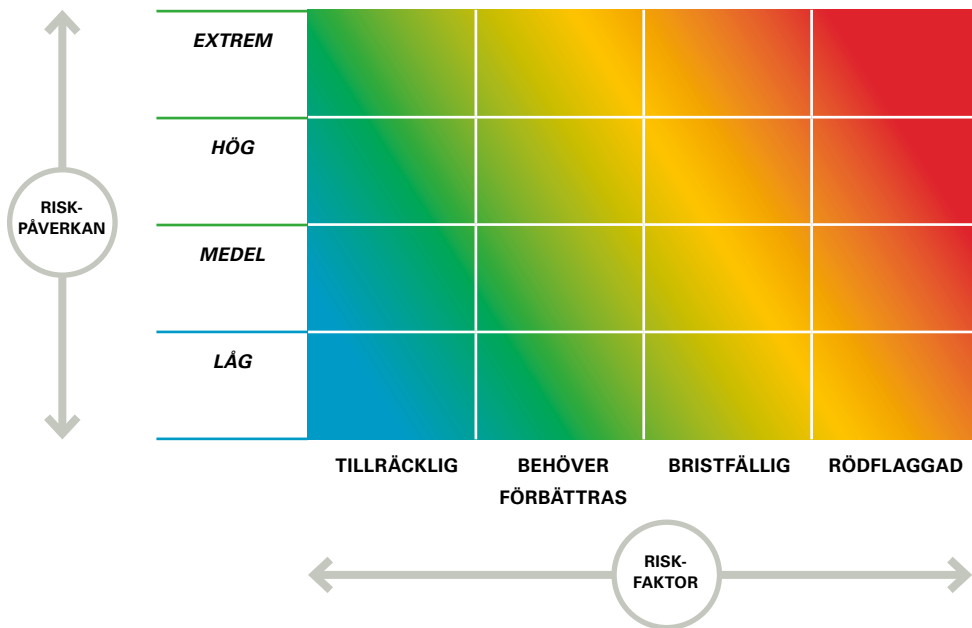 EXTREM
HÖG
RISK-
PÅVERKAN
MEDEL
LÅG
TILLRÄCKLIG
BEHÖVER
FÖRBÄTTRAS
BRISTFÄLLIG
RÖDFLAGGAD
RISK-
FAKTOR